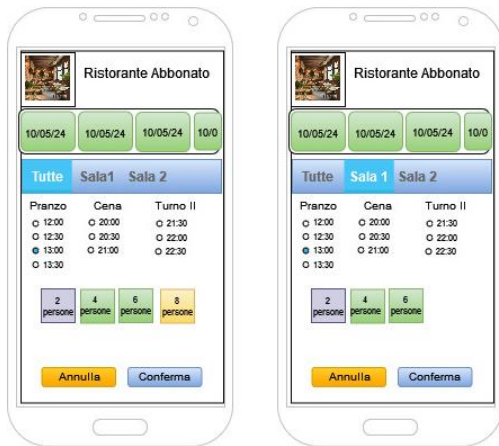 Ristorante Abbonato
10/05/24 10/05/24 10/05/24 10/0
Tutte Sala1 Sala 2
Pranzo Cena Turno II
12:00 20:00 21:30
12:30 20:30 22:00
13:00 21:00 22:30
13:30
2 4 6 8
persone persone persone persone
Annulla Conferma
Ristorante Abbonato
10/05/24 10/05/24 10/05/24 10/0
Tutte Sala 1 Sala 2
Pranzo Cena Turno II
12:00 20:00 21:30
12:30 20:30 22:00
13:00 21:00 22:30
13:30
2 4 6
persone persone persone
Annulla Conferma